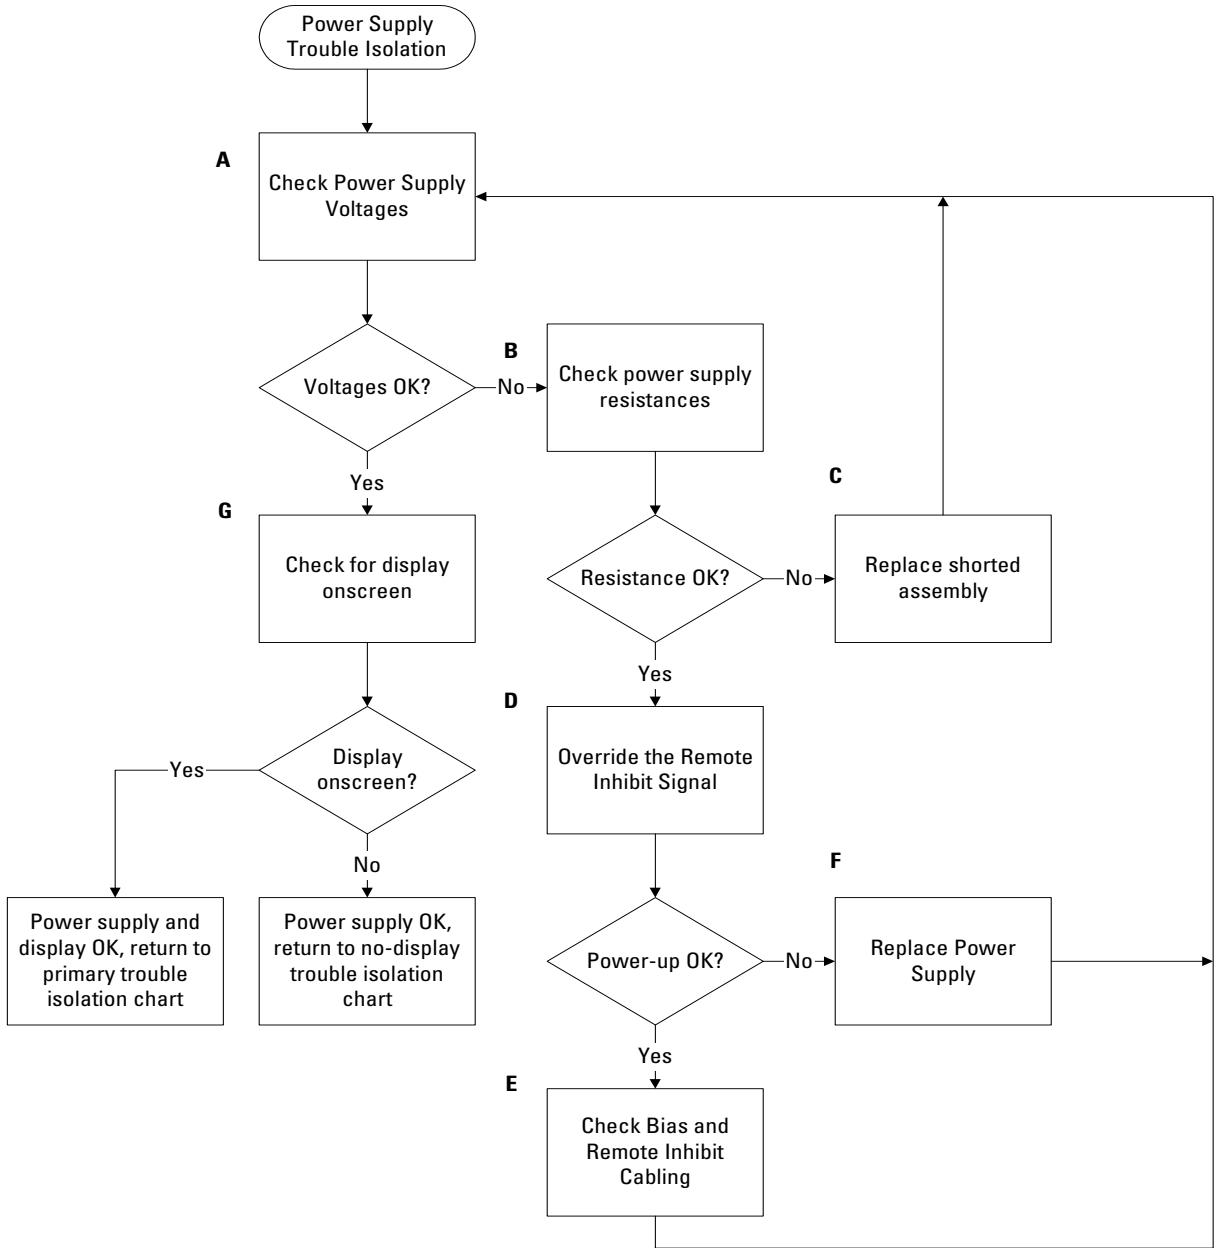 Power Supply
Trouble Isolation
A
Check Power Supply
Voltages
Voltages OK?
No
B
Check power supply
resistances
Yes
G
Check for display
onscreen
Resistance OK?
No
C
Replace shorted
assembly
Yes
D
Override the Remote
Inhibit Signal
Display
onscreen?
Yes
No
Power supply and
display OK, return to
primary trouble
isolation chart
Power supply OK,
return to no-display
trouble isolation
chart
Power-up OK?
No
F
Replace Power
Supply
Yes
E
Check Bias and
Remote Inhibit
Cabling